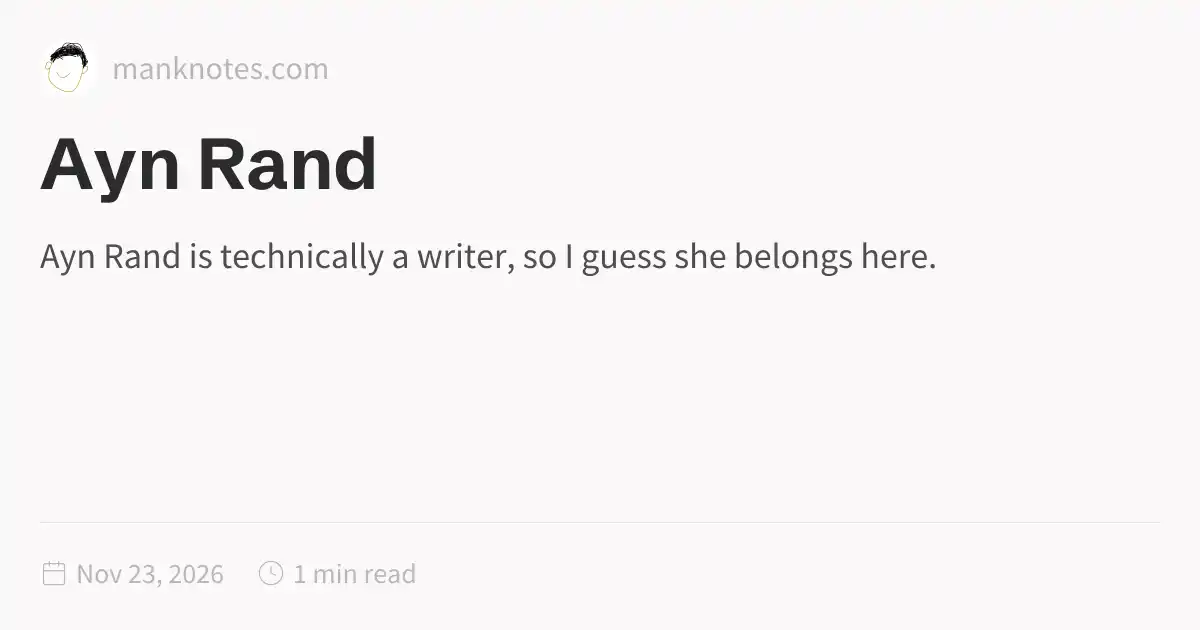 manknotes.com
Ayn Rand
Ayn Rand is technically a writer, so I guess she belongs here.
Nov 23, 2026 1 min read